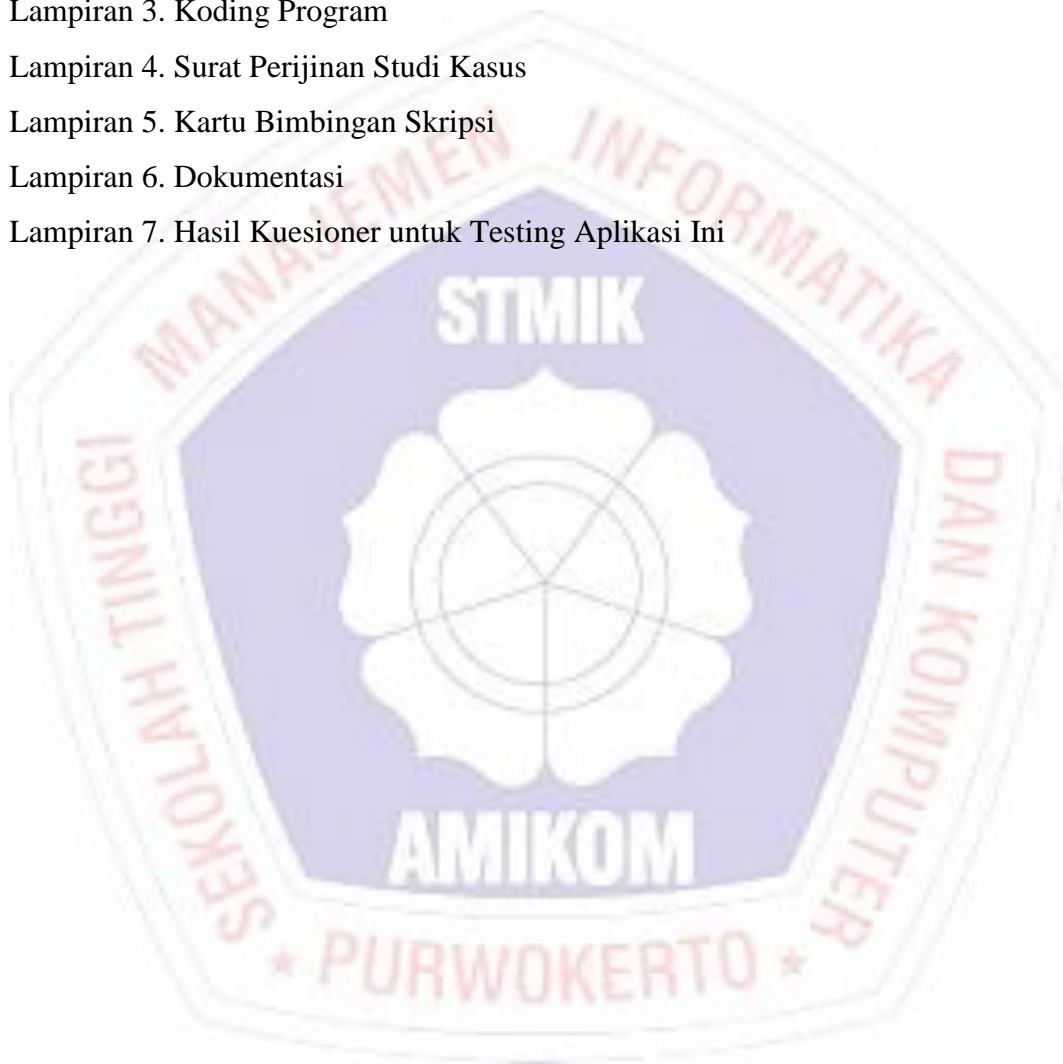 Lampiran 3. Koding Program
Lampiran 4. Surat Perijinan Studi Kasus
Lampiran 5. Kartu Bimbingan Skripsi
Lampiran 6. Dokumentasi
Lampiran 7. Hasil Kuesioner untuk Testing Aplikasi Ini
SEKOLAH TINGGI MANAJEMEN INFORMATIKA DAN KOMPUTER
STMIK
AMIKOM
* PURWOKERTO *